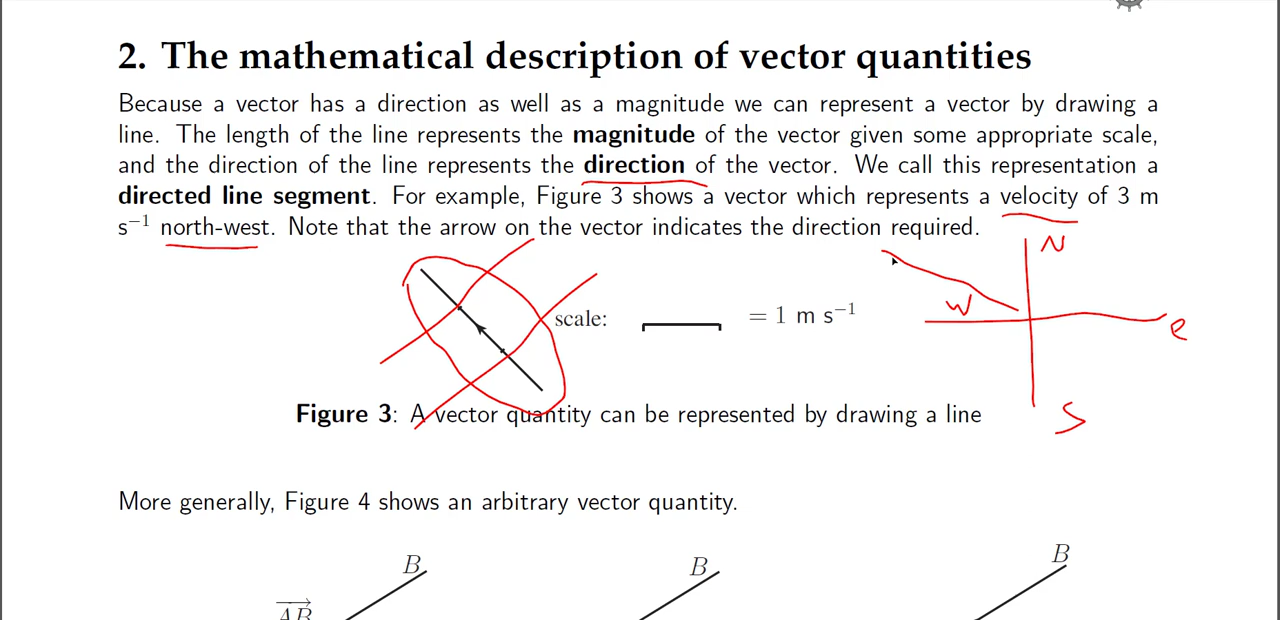 2. The mathematical description of vector quantities
Because a vector has a direction as well as a magnitude we can represent a vector by drawing a
line. The length of the line represents the magnitude of the vector given some appropriate scale,
and the direction of the line represents the direction of the vector. We call this representation a
directed line segment. For example, Figure 3 shows a vector which represents a velocity of 3 m
s⁻¹ north-west. Note that the arrow on the vector indicates the direction required.
N
W
scale: = 1 m s⁻¹
e
Figure 3: A vector quantity can be represented by drawing a line
S
More generally, Figure 4 shows an arbitrary vector quantity.
B B B
AB